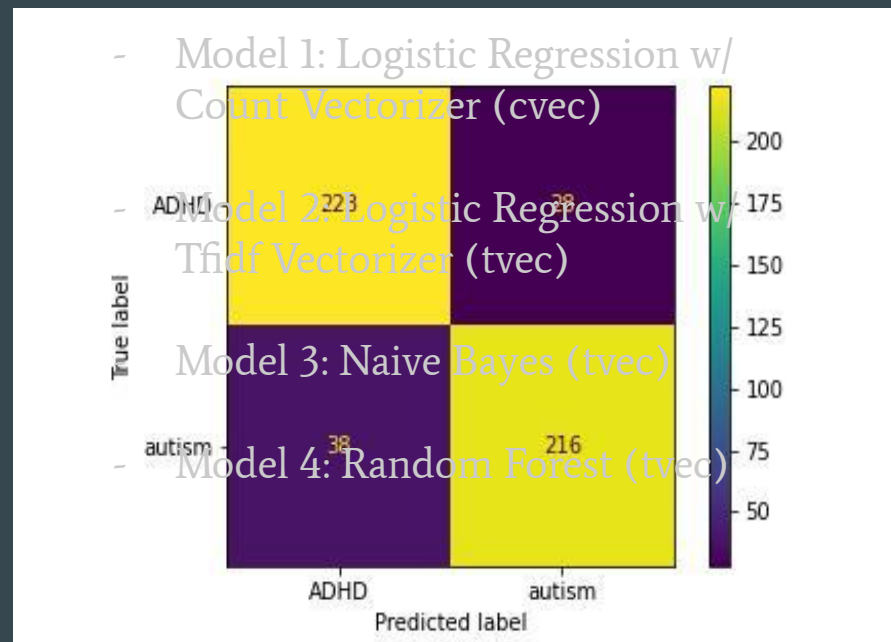 - Model 1: Logistic Regression w/
Count Vectorizer (cvec)
- Model 2: Logistic Regression w/
Tfidf Vectorizer (tvec)
Model 3: Naive Bayes (tvec)
- Model 4: Random Forest (tvec)
True label
ADHD
autism
223
28
38
216
ADHD
autism
Predicted label
200
175
150
125
100
75
50